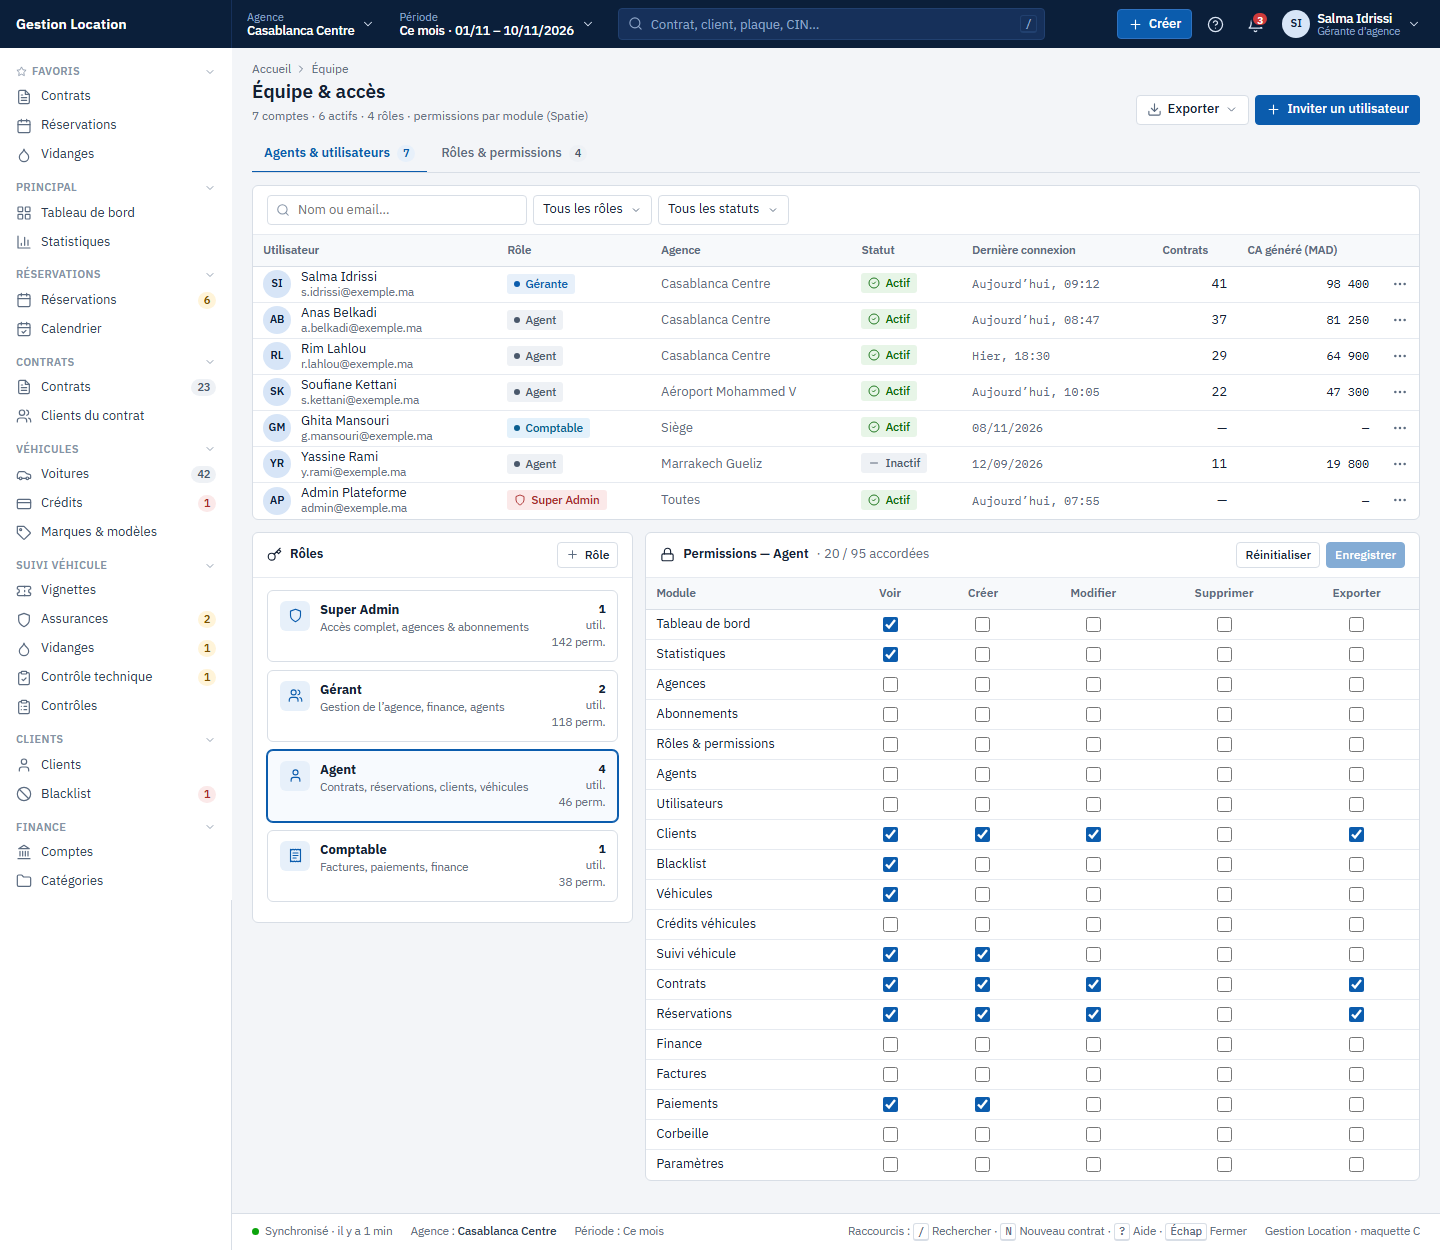 Gestion Location
Agence
Casablanca Centre
Période
Ce mois · 01/11 – 10/11/2026
Contrat, client, plaque, CIN...
/
Créer
3
SI
Salma Idrissi
Gérante d'agence
FAVORIS
Contrats
Réservations
Vidanges
PRINCIPAL
Tableau de bord
Statistiques
RÉSERVATIONS
Réservations 6
Calendrier
CONTRATS
Contrats 23
Clients du contrat
VÉHICULES
Voitures 42
Crédits 1
Marques & modèles
SUIVI VÉHICULE
Vignettes
Assurances 2
Vidanges 1
Contrôle technique 1
Contrôles
CLIENTS
Clients
Blacklist 1
FINANCE
Comptes
Catégories
Accueil > Équipe
Équipe & accès
7 comptes · 6 actifs · 4 rôles · permissions par module (Spatie)
Exporter
Inviter un utilisateur
Agents & utilisateurs 7
Rôles & permissions 4
Nom ou email...
Tous les rôles
Tous les statuts
Utilisateur Rôle Agence Statut Dernière connexion Contrats CA généré (MAD)
SI Salma Idrissi Gérante Casablanca Centre Actif Aujourd'hui, 09:12 41 98 400 ···
s.idrissi@exemple.ma
AB Anas Belkadi Agent Casablanca Centre Actif Aujourd'hui, 08:47 37 81 250 ···
a.belkadi@exemple.ma
RL Rim Lahlou Agent Casablanca Centre Actif Hier, 18:30 29 64 900 ···
r.lahlou@exemple.ma
SK Soufiane Kettani Agent Aéroport Mohammed V Actif Aujourd'hui, 10:05 22 47 300 ···
s.kettani@exemple.ma
GM Ghita Mansouri Comptable Siège Actif 08/11/2026 — — ···
g.mansouri@exemple.ma
YR Yassine Rami Agent Marrakech Gueliz Inactif 12/09/2026 11 19 800 ···
y.rami@exemple.ma
AP Admin Plateforme Super Admin Toutes Actif Aujourd'hui, 07:55 — — ···
admin@exemple.ma
Rôles
Rôle
Super Admin 1
Accès complet, agences & abonnements util.
142 perm.
Gérant 2
Gestion de l'agence, finance, agents util.
118 perm.
Agent 4
Contrats, réservations, clients, véhicules util.
46 perm.
Comptable 1
Factures, paiements, finance util.
38 perm.
Permissions — Agent · 20 / 95 accordées
Réinitialiser
Enregistrer
Module Voir Créer Modifier Supprimer Exporter
Tableau de bord
Statistiques
Agences
Abonnements
Rôles & permissions
Agents
Utilisateurs
Clients
Blacklist
Véhicules
Crédits véhicules
Suivi véhicule
Contrats
Réservations
Finance
Factures
Paiements
Corbeille
Paramètres
Synchronisé · il y a 1 min Agence : Casablanca Centre Période : Ce mois
Raccourcis : / Rechercher · N Nouveau contrat · ? Aide · Échap Fermer Gestion Location · maquette C